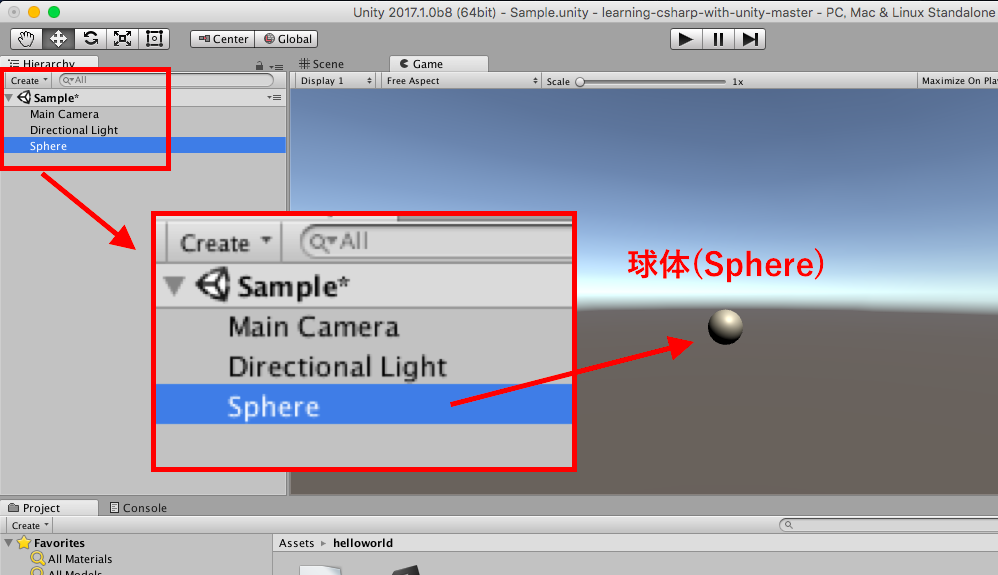 Unity 2017.1.0b8 (64bit) - Sample.unity - learning-csharp-with-unity-master - PC, Mac & Linux Standalone
Center Global
Hierarchy
Create All
Sample*
Main Camera
Directional Light
Sphere
Scene Game
Display 1 Free Aspect Scale 1x Maximize On Play
Create All
Sample*
Main Camera
Directional Light
Sphere
球体(Sphere)
Project Console
Create
Favorites
All Materials
All Models
Assets helloworld